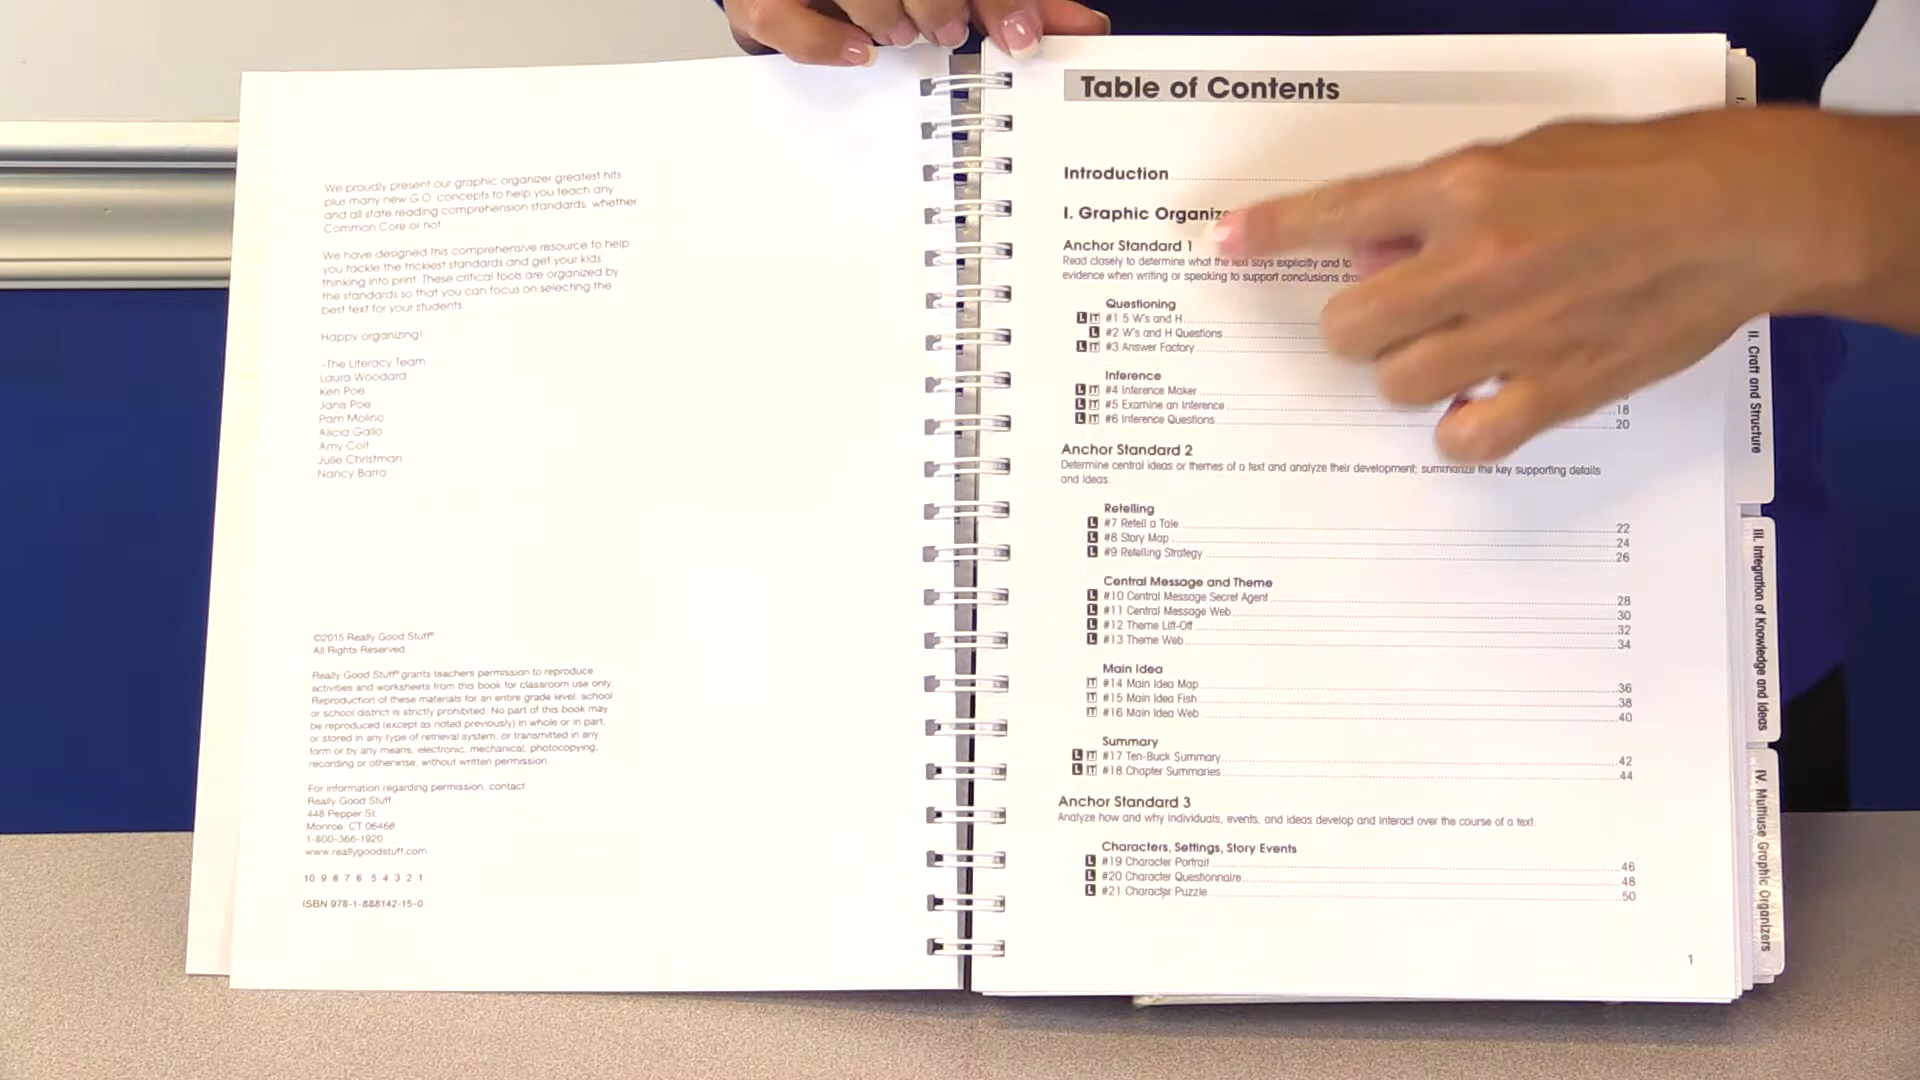 We proudly present our graphic organizer greatest hits
plus many new G.O. concepts to help you teach any
and all state reading comprehension standards, whether
Common Core or not.
We have designed this comprehensive resource to help
you tackle the trickiest standards and get your kids'
thinking into print. These critical tools are organized by
the standards so that you can focus on selecting the
best text for your students.
Happy organizing!
-The Literacy Team
Laura Woodard
Ken Poe
Janis Poe
Pam Molino
Alicia Gallo
Amy Colt
Julie Christman
Nancy Barra
©2015 Really Good Stuff®
All Rights Reserved.
Really Good Stuff® grants teachers permission to reproduce
activities and worksheets from this book for classroom use only.
Reproduction of these materials for an entire grade level, school
or school district is strictly prohibited. No part of this book may
be reproduced (except as noted previously) in whole or in part,
or stored in any type of retrieval system, or transmitted in any
form or by any means, electronic, mechanical, photocopying,
recording or otherwise, without written permission.
For information regarding permission, contact
Really Good Stuff
448 Pepper St.
Monroe, CT 06468
1-800-366-1920
www.reallygoodstuff.com
10 9 8 7 6 5 4 3 2 1
ISBN 978-1-888142-15-0
Table of Contents
Introduction
I. Graphic
Anchor Standard 1
Read closely to determine what the text says explicitly and to
evidence when writing or speaking to support conclusions
Questioning
L IT #1 5 W's and H
L #2 W's and H Questions
L IT #3 Answer Factory
Inference
L IT #4 Inference Maker
L IT #5 Examine an Inference 18
L IT #6 Inference Questions 20
Anchor Standard 2
Determine central ideas or themes of a text and analyze their development; summarize the key supporting details
and ideas.
Retelling
L #7 Retell a Tale 22
L #8 Story Map 24
L #9 Retelling Strategy 26
Central Message and Theme
L #10 Central Message Secret Agent 28
L #11 Central Message Web 30
L #12 Theme Lift-Off 32
L #13 Theme Web 34
Main Idea
IT #14 Main Idea Map 36
IT #15 Main Idea Fish 38
IT #16 Main Idea Web 40
Summary
L IT #17 Ten-Buck Summary 42
L IT #18 Chapter Summaries 44
Anchor Standard 3
Analyze how and why individuals, events, and ideas develop and interact over the course of a text.
Characters, Settings, Story Events
L #19 Character Portrait 46
L #20 Character Questionnaire 48
L #21 Character Puzzle 50
1
I.
II. Craft and Structure
III. Integration of Knowledge and Ideas
IV. Multiuse Graphic Organizers